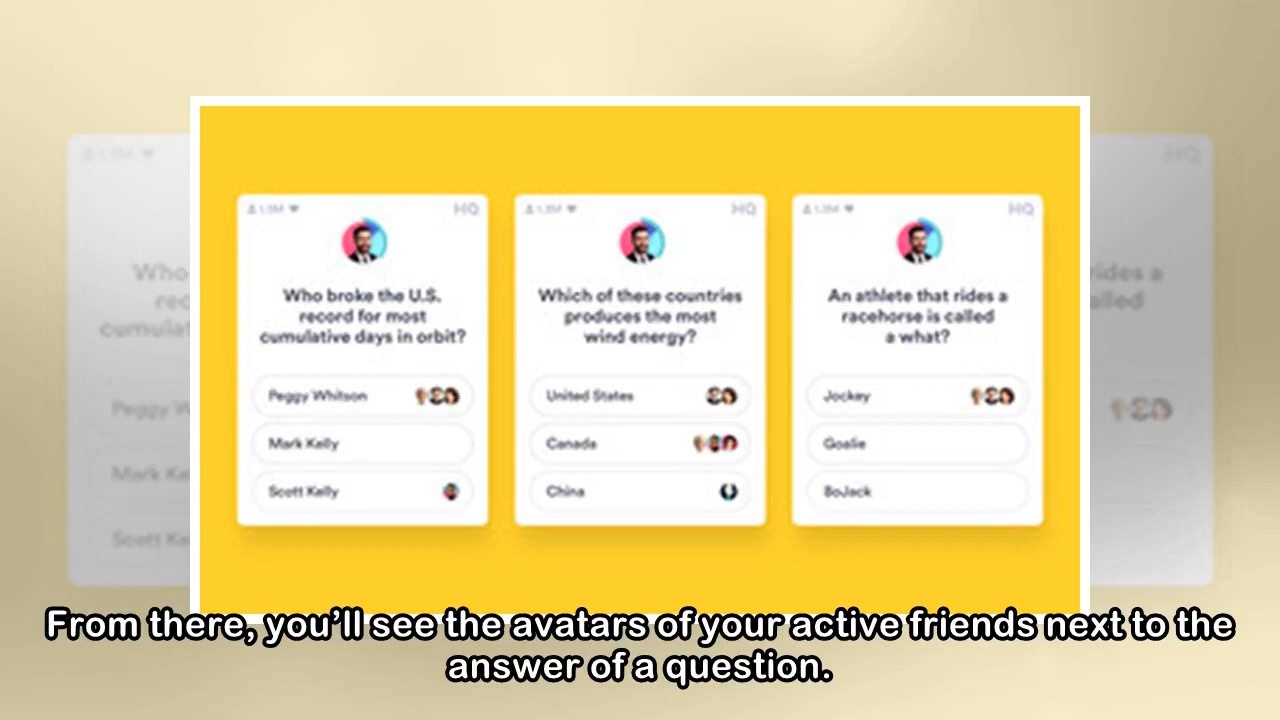 HQ
Who broke the U.S.
record for most
cumulative days in orbit?
Peggy Whitson
Mark Kelly
Scott Kelly
HQ
Which of these countries
produces the most
wind energy?
United States
Canada
China
HQ
An athlete that rides a
racehorse is called
a what?
Jockey
Goalie
BoJack
From there, you’ll see the avatars of your active friends next to the
answer of a question.